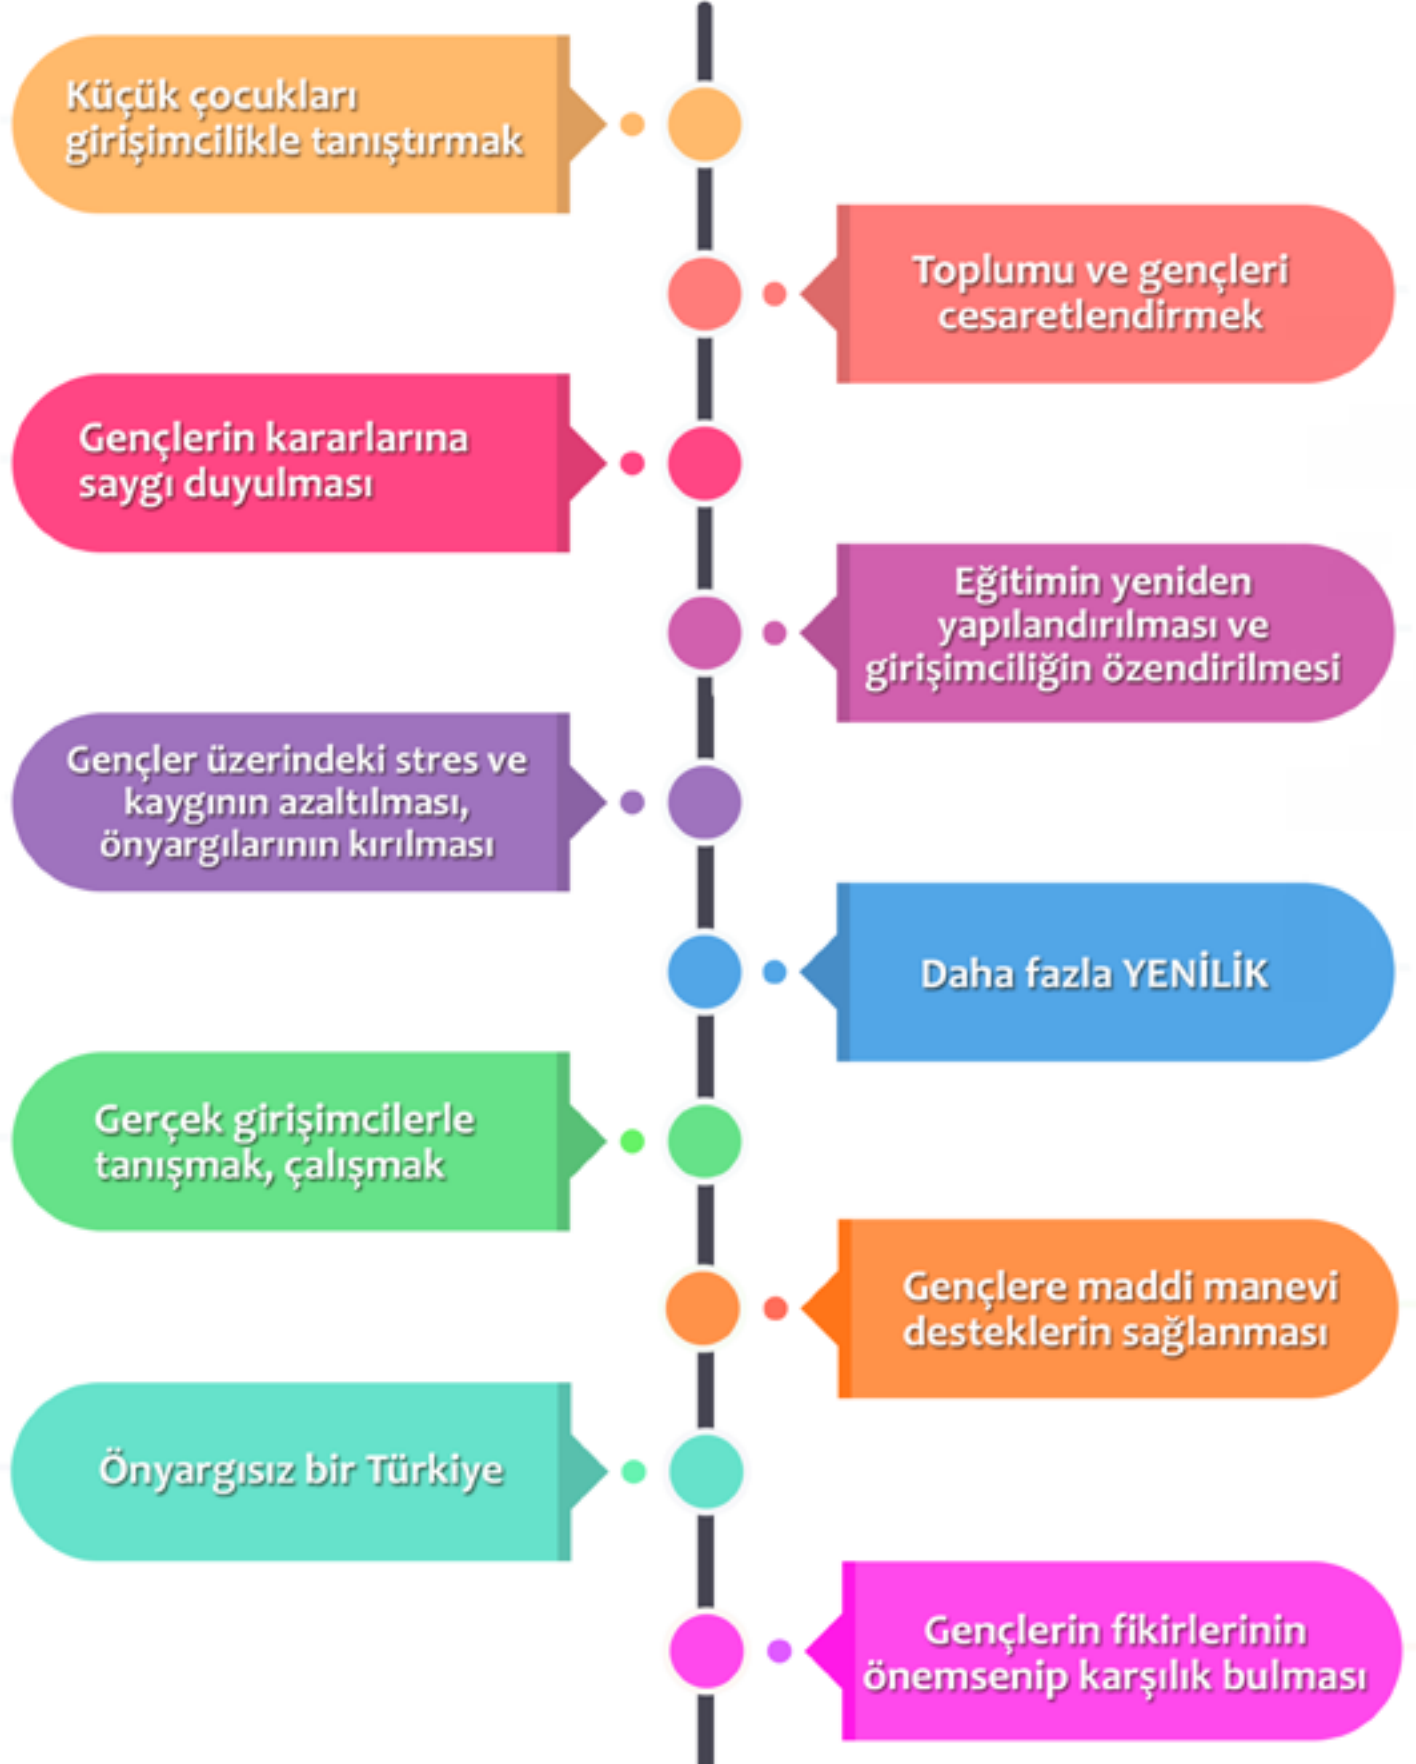 Küçük çocukları
girişimcilikle tanıştırmak
Toplumu ve gençleri
cesaretlendirmek
Gençlerin kararlarına
saygı duyulması
Eğitimin yeniden
yapılandırılması ve
girişimciliğin özendirilmesi
Gençler üzerindeki stres ve
kaygının azaltılması,
önyargılarının kırılması
Daha fazla YENİLİK
Gerçek girişimcilerle
tanışmak, çalışmak
Gençlere maddi manevi
desteklerin sağlanması
Önyargısız bir Türkiye
Gençlerin fikirlerinin
önemsenip karşılık bulması